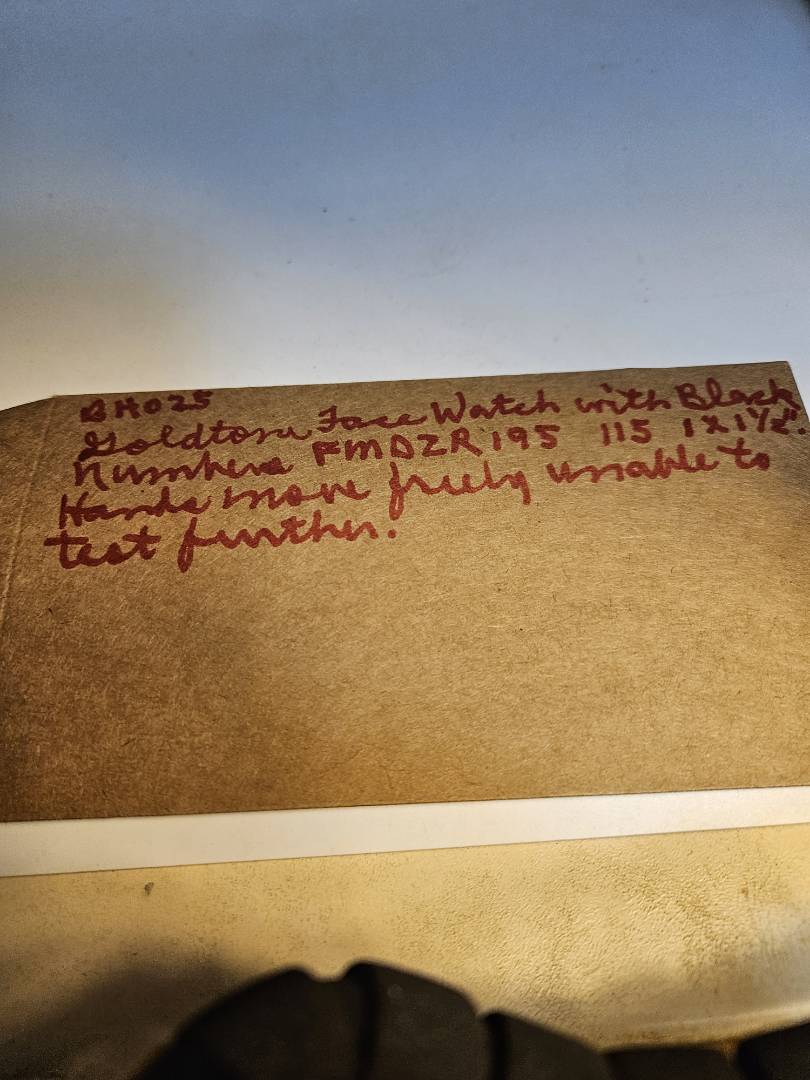 BH025
Goldtone Face Watch with Black
Numbers FMDZR195 115 1x1½".
Hands move freely unable to
test further.